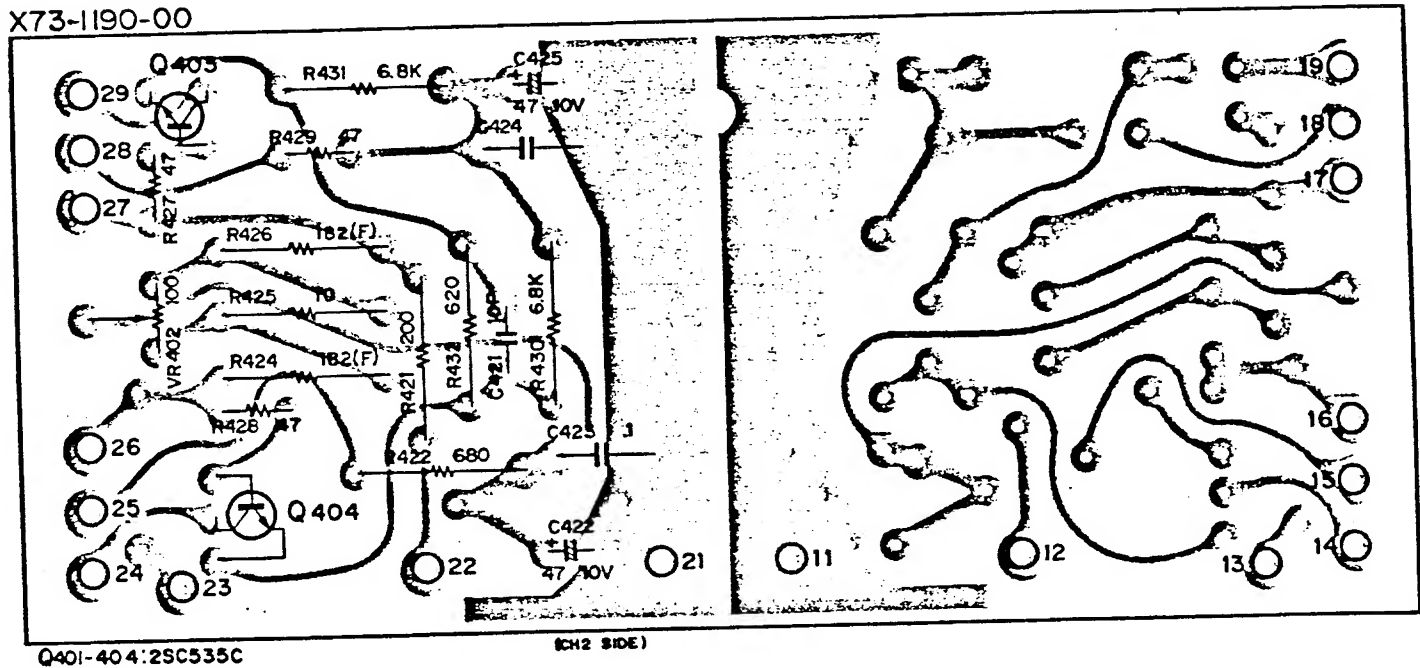 X73-1190-00
Q403
R431 6.8K
C425
47 10V
29
19
R429 47
C424
28
47
18
27
R427
17
R426 182(F)
100
R425 10
620
10P
6.8K
200
VR402
R424 182(F)
R421
R432
C421
R430
R428 47
26
16
R422 680
C423 .1
25
Q404
15
C422
47 10V
24
23
22
21
11
12
13
14
Q401-404:2SC535C
(CH2 SIDE)